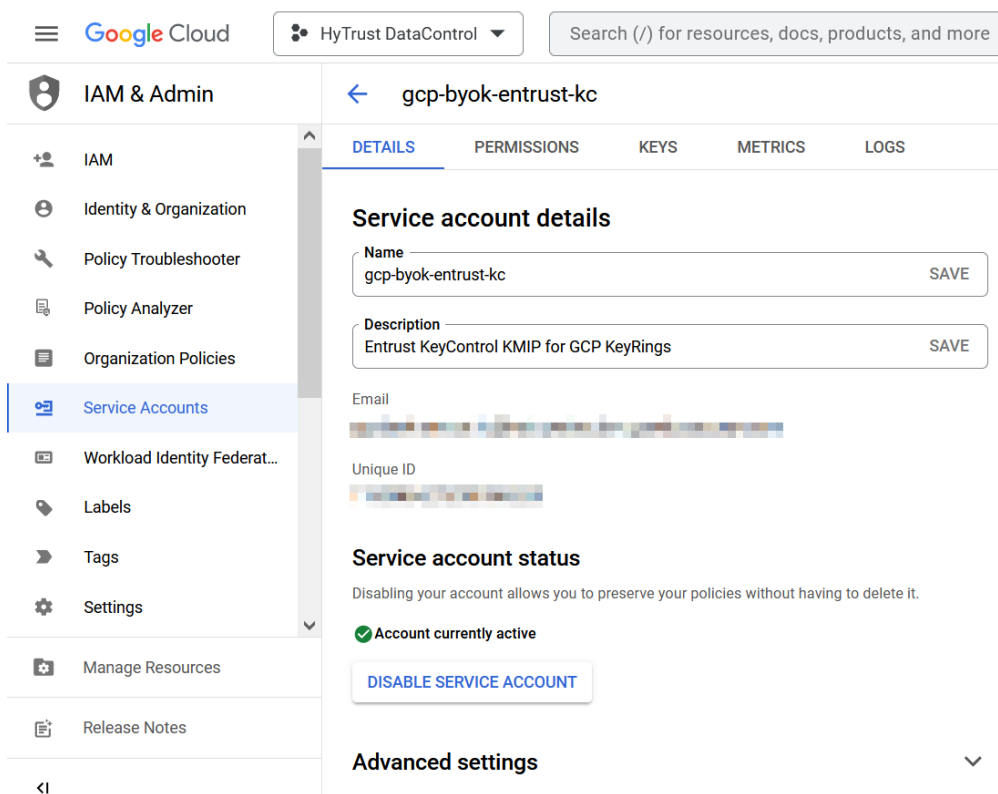 Google Cloud
HyTrust DataControl
Search (/) for resources, docs, products, and more
IAM & Admin
gcp-byok-entrust-kc
DETAILS PERMISSIONS KEYS METRICS LOGS
IAM
Identity & Organization
Policy Troubleshooter
Policy Analyzer
Organization Policies
Service Accounts
Workload Identity Federat...
Labels
Tags
Settings
Manage Resources
Release Notes
Service account details
Name
gcp-byok-entrust-kc SAVE
Description
Entrust KeyControl KMIP for GCP KeyRings SAVE
Email
Unique ID
Service account status
Disabling your account allows you to preserve your policies without having to delete it.
Account currently active
DISABLE SERVICE ACCOUNT
Advanced settings